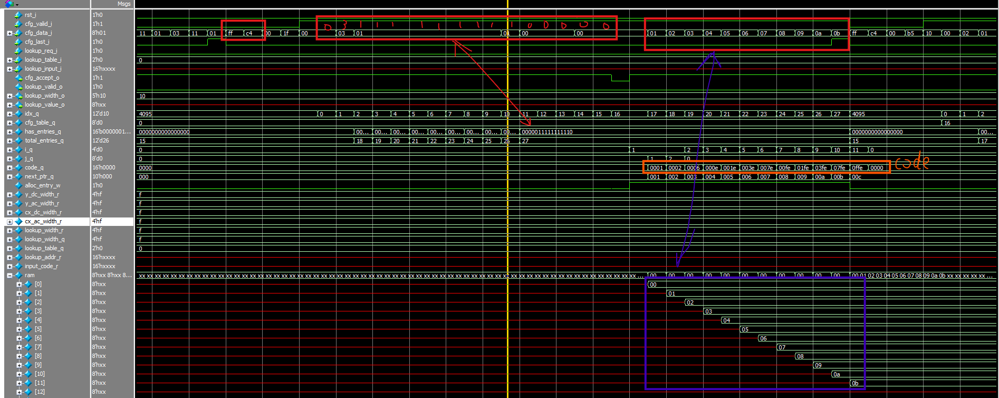 Msgs
rst_i 1'h0
cfg_valid_i 1'h1
0 3 1 1 1 1 1 1 1 1 1 0 0 0 0 0
cfg_data_i 8'h01 11 01 03 11 01 ff c4 00 1f 00 03 01 01 00 00 01 02 03 04 05 06 07 08 09 0a 0b ff c4 00 b5 10 00 02 01
cfg_last_i 1'h0
lookup_req_i 1'h0
lookup_table_i 2'h0 0
lookup_input_i 16'hxxxx
cfg_accept_o 1'h1
lookup_valid_o 1'h0
lookup_width_o 5'h10 10
lookup_value_o 8'hxx
idx_q 12'd10 4095 0 1 2 3 4 5 6 7 8 9 10 11 12 13 14 15 16 17 18 19 20 21 22 23 24 25 26 27 4095 0 1 2
cfg_table_q 8'd0 0 16
has_entries_q 16'b0000001... 0000000000000000 00... 00... 00... 00... 00... 00... 00... 00... 00... 0000011111111110 0000000000000000 00...
total_entries_q 12'd26 15 18 19 20 21 22 23 24 25 26 27 15 17
i_q 4'd0 0 1 2 3 4 5 6 7 8 9 10 11 0
j_q 8'd0 0 1 2 0
code_q 16'h0000 0000 0001 0002 0006 000e 001e 003e 007e 00fe 01fe 03fe 07fe 0ffe 0000 code
next_ptr_q 10'h000 000 001 002 003 004 005 006 007 008 009 00a 00b 00c
alloc_entry_w 1'h0
y_dc_width_r 4'hf f
y_ac_width_r 4'hf f
cx_dc_width_r 4'hf f
cx_ac_width_r 4'hf f
lookup_width_r 4'hf f
lookup_width_q 4'hf f
lookup_table_q 2'h0 0
lookup_addr_r 16'hxxxx
input_code_r 16'hxxxx
ram 8'hxx 8'hxx 8... xx xx xx xx xx xx xx xx xx xx xx xx xx xx xx xx xx xx xx xx xx xx xx xx xx xx xx xx xx xx xx xx xx xx xx xx xx xx xx xx xx xx xx xx xx xx xx xx xx xx xx xx xx xx xx xx xx xx xx xx xx xx xx ... 00 00 00 00 00 00 00 00 00 00 00 00 01 02 03 04 05 06 07 08 09 0a 0b xx xx xx xx xx ...
[0] 8'hxx 00
[1] 8'hxx 01
[2] 8'hxx 02
[3] 8'hxx 03
[4] 8'hxx 04
[5] 8'hxx 05
[6] 8'hxx 06
[7] 8'hxx 07
[8] 8'hxx 08
[9] 8'hxx 09
[10] 8'hxx 0a
[11] 8'hxx 0b
[12] 8'hxx